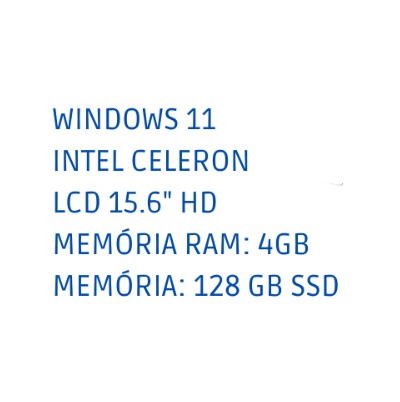 WINDOWS 11
INTEL CELERON
LCD 15.6" HD
MEMÓRIA RAM: 4GB
MEMÓRIA: 128 GB SSD